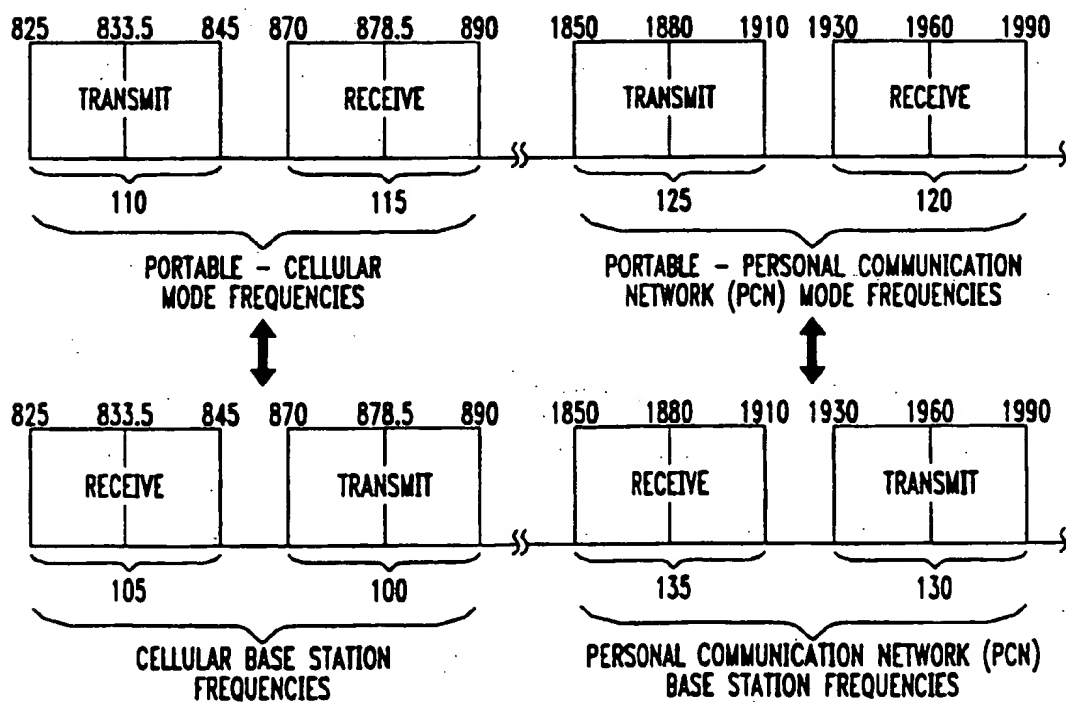 825 833.5 845 870 878.5 890 1850 1880 1910 1930 1960 1990
TRANSMIT RECEIVE TRANSMIT RECEIVE
110 115 125 120
PORTABLE - CELLULAR
MODE FREQUENCIES
PORTABLE - PERSONAL COMMUNICATION
NETWORK (PCN) MODE FREQUENCIES
825 833.5 845 870 878.5 890 1850 1880 1910 1930 1960 1990
RECEIVE TRANSMIT RECEIVE TRANSMIT
105 100 135 130
CELLULAR BASE STATION
FREQUENCIES
PERSONAL COMMUNICATION NETWORK (PCN)
BASE STATION FREQUENCIES